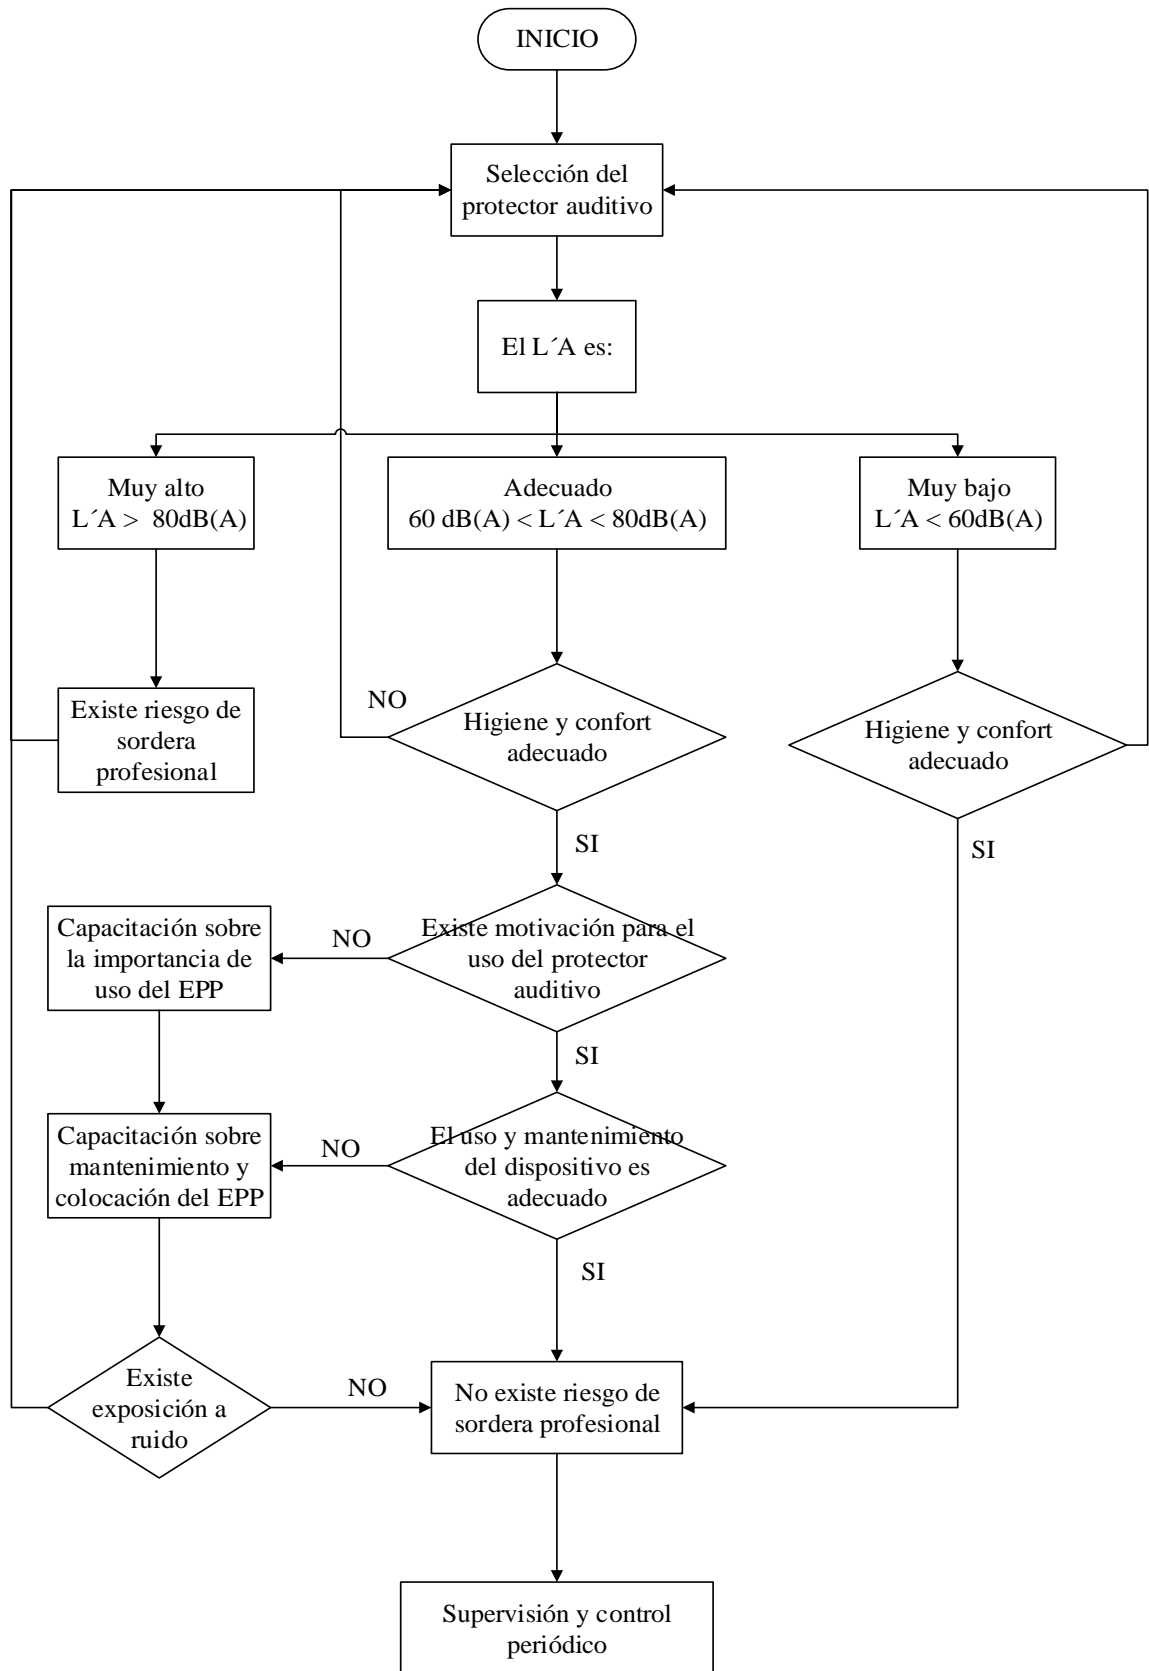 INICIO
Selección del
protector auditivo
El L´A es:
Muy alto
L´A > 80dB(A)
Adecuado
60 dB(A) < L´A < 80dB(A)
Muy bajo
L´A < 60dB(A)
Existe riesgo de
sordera
profesional
NO
Higiene y confort
adecuado
Higiene y confort
adecuado
SI
SI
Capacitación sobre
la importancia de
uso del EPP
NO
Existe motivación para el
uso del protector
auditivo
SI
Capacitación sobre
mantenimiento y
colocación del EPP
NO
El uso y mantenimiento
del dispositivo es
adecuado
SI
Existe
exposición a
ruido
NO
No existe riesgo de
sordera profesional
Supervisión y control
periódico